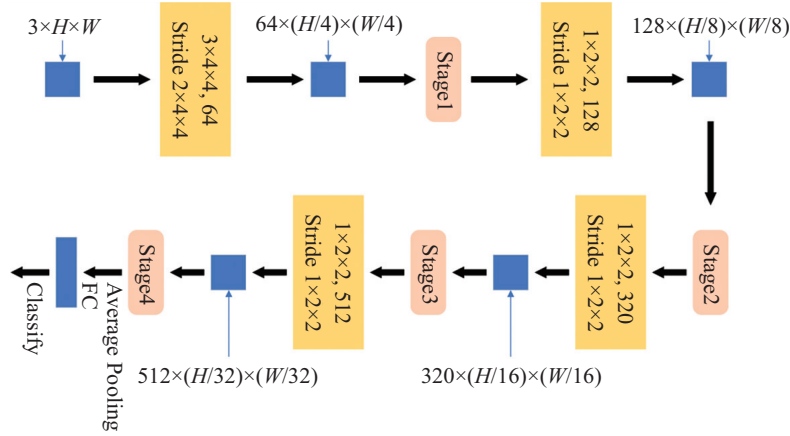 3×H×W
3×4×4, 64
Stride 2×4×4
64×(H/4)×(W/4)
Stage1
1×2×2, 128
Stride 1×2×2
128×(H/8)×(W/8)
Stage2
1×2×2, 320
Stride 1×2×2
320×(H/16)×(W/16)
Stage3
1×2×2, 512
Stride 1×2×2
512×(H/32)×(W/32)
Stage4
Average Pooling
FC
Classify